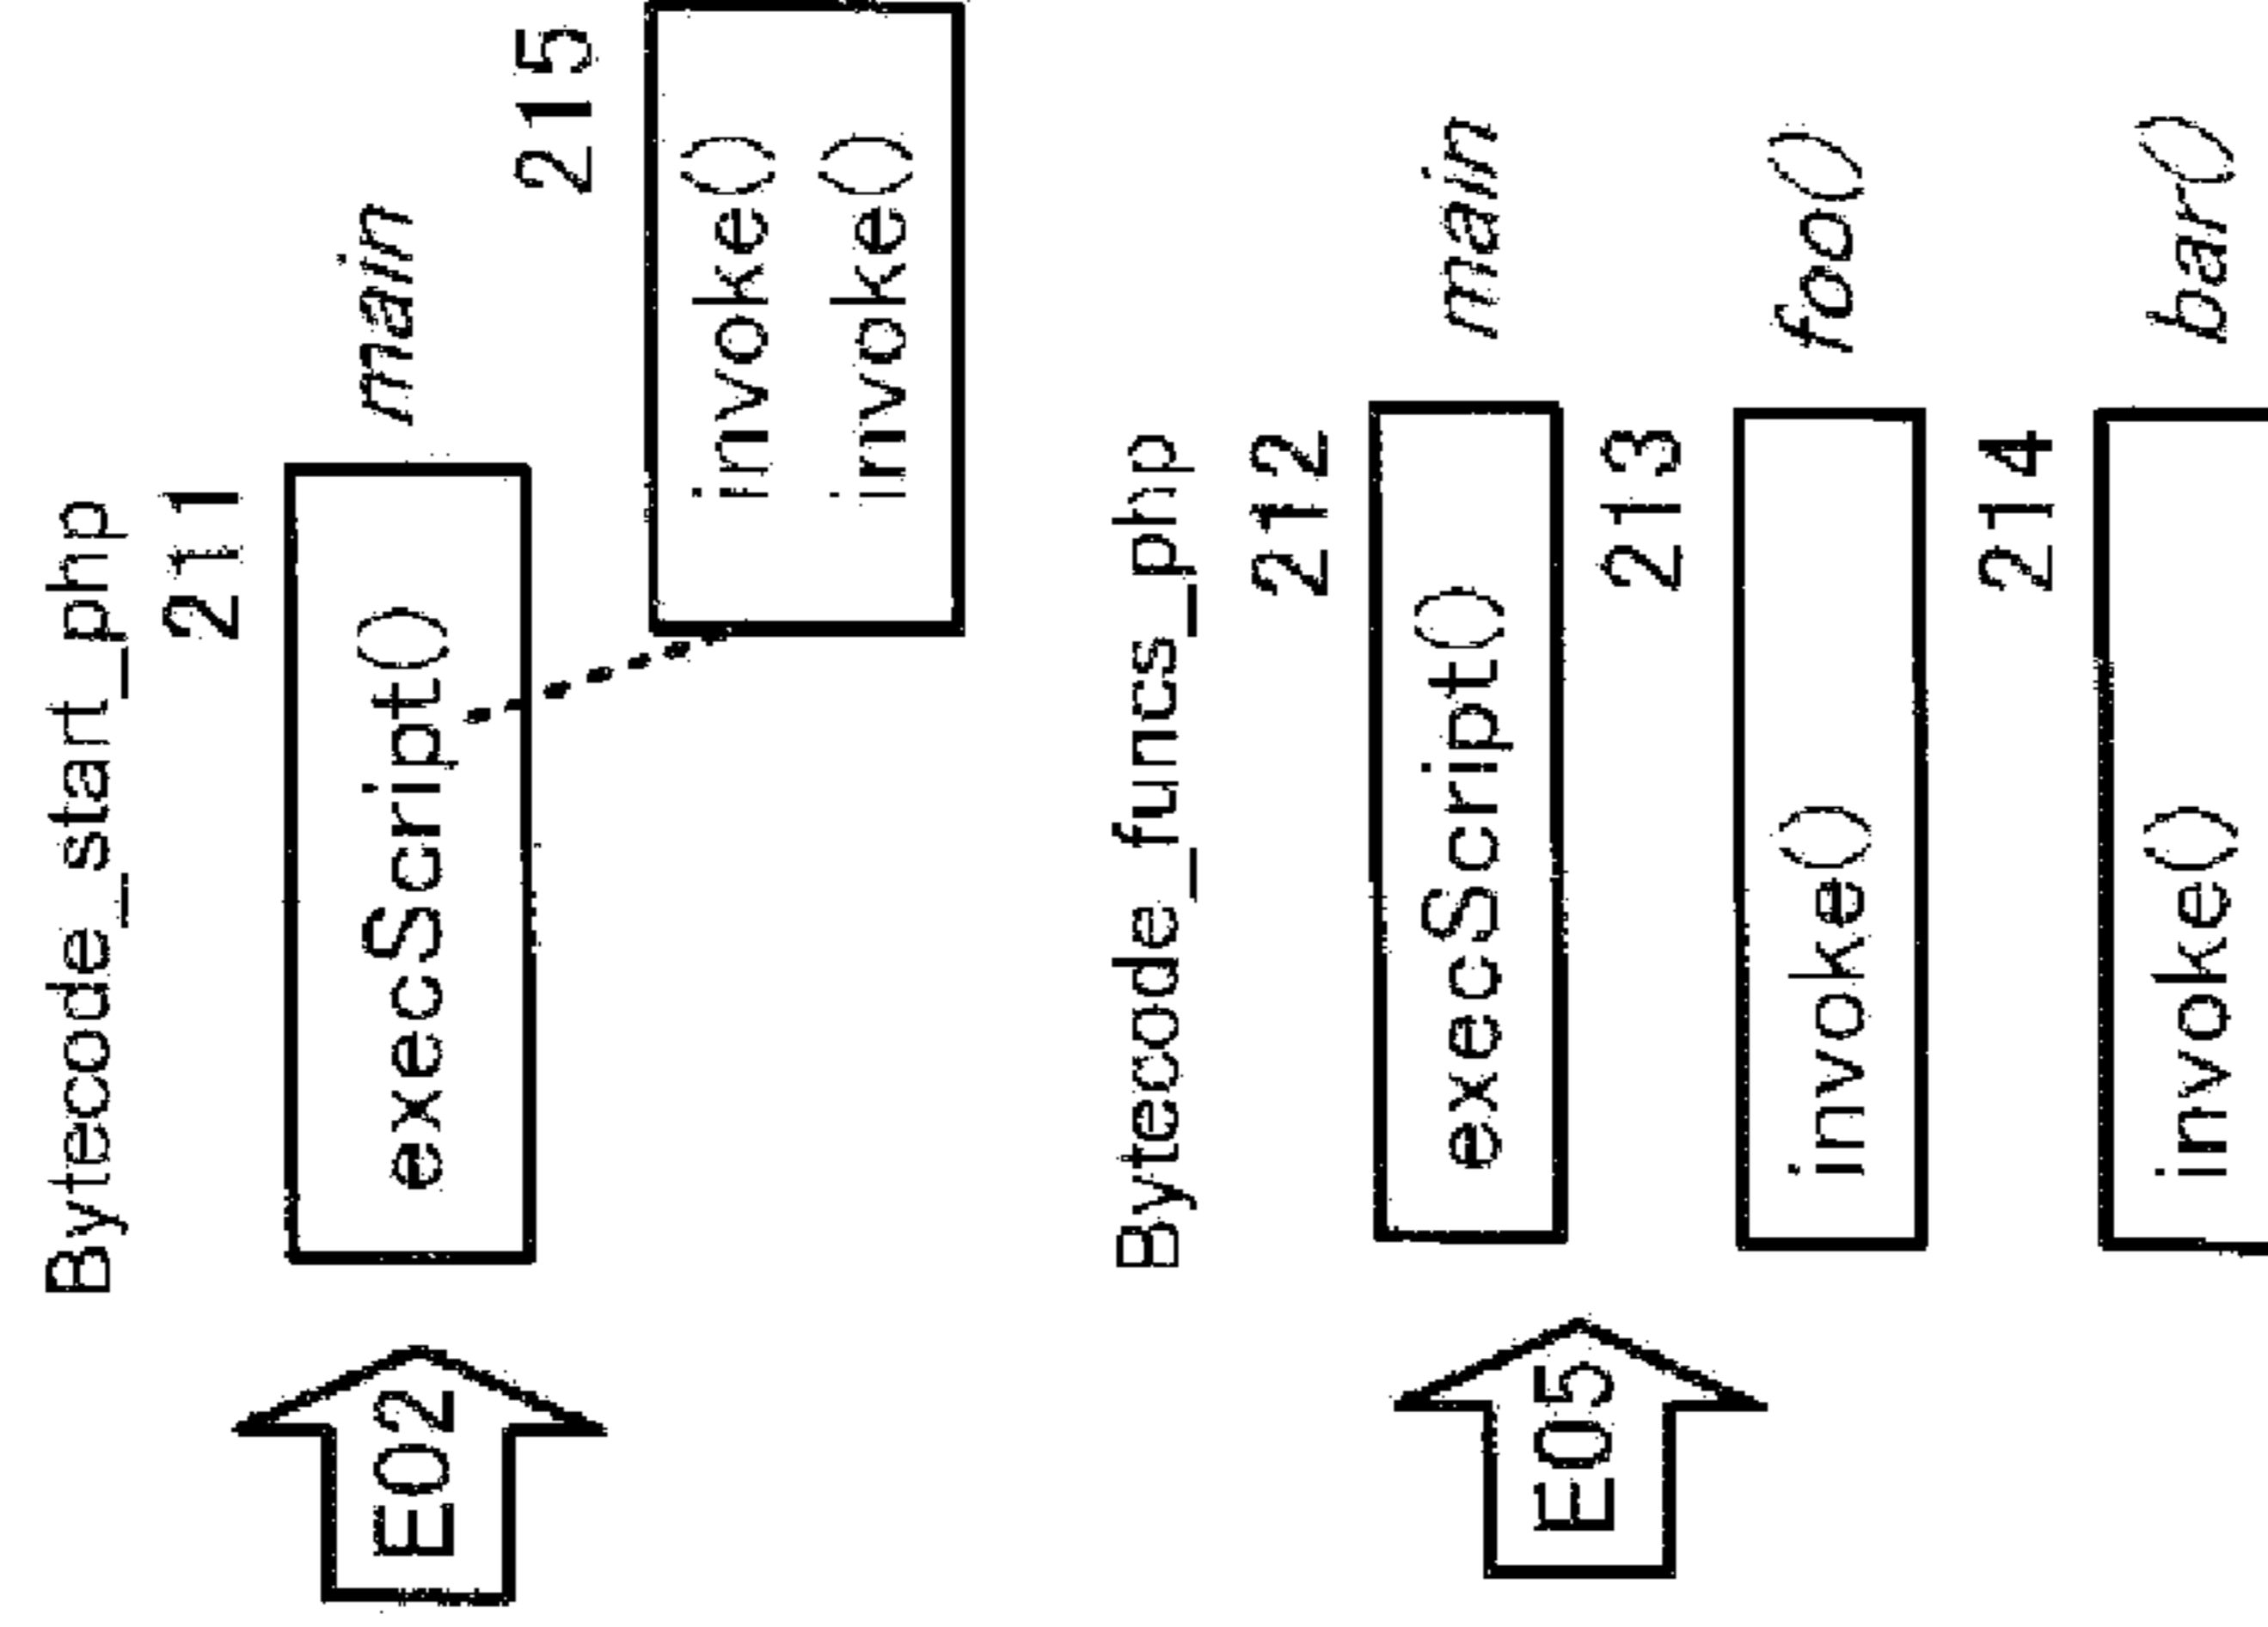 Bytecode_start_php
211
E02
execScript()
main
215
invoke()
invoke()
Bytecode_funcs_php
212
E05
execScript()
main
213
invoke()
foo()
214
invoke()
bar()